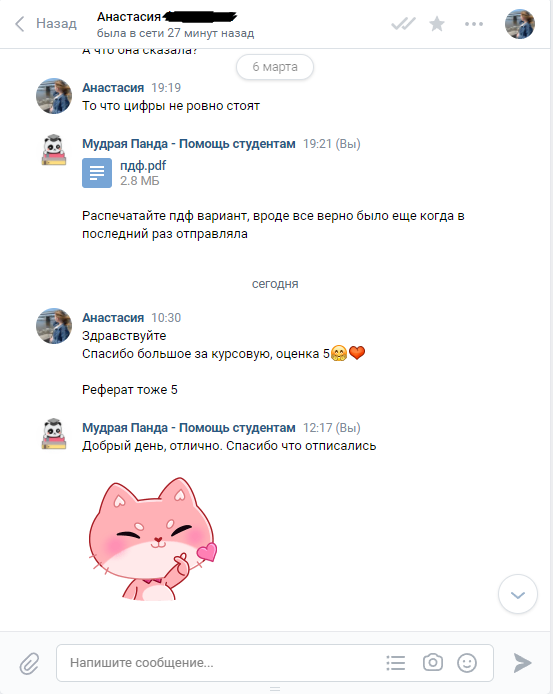 Назад
Анастасия
была в сети 27 минут назад
А что она сказала?
6 марта
Анастасия 19:19
То что цифры не ровно стоят
Мудрая Панда - Помощь студентам 19:21 (Вы)
пдф.pdf
2.8 МБ
Распечатайте пдф вариант, вроде все верно было еще когда в
последний раз отправляла
сегодня
Анастасия 10:30
Здравствуйте
Спасибо большое за курсовую, оценка 5🤗❤
Реферат тоже 5
Мудрая Панда - Помощь студентам 12:17 (Вы)
Добрый день, отлично. Спасибо что отписались
Напишите сообщение...